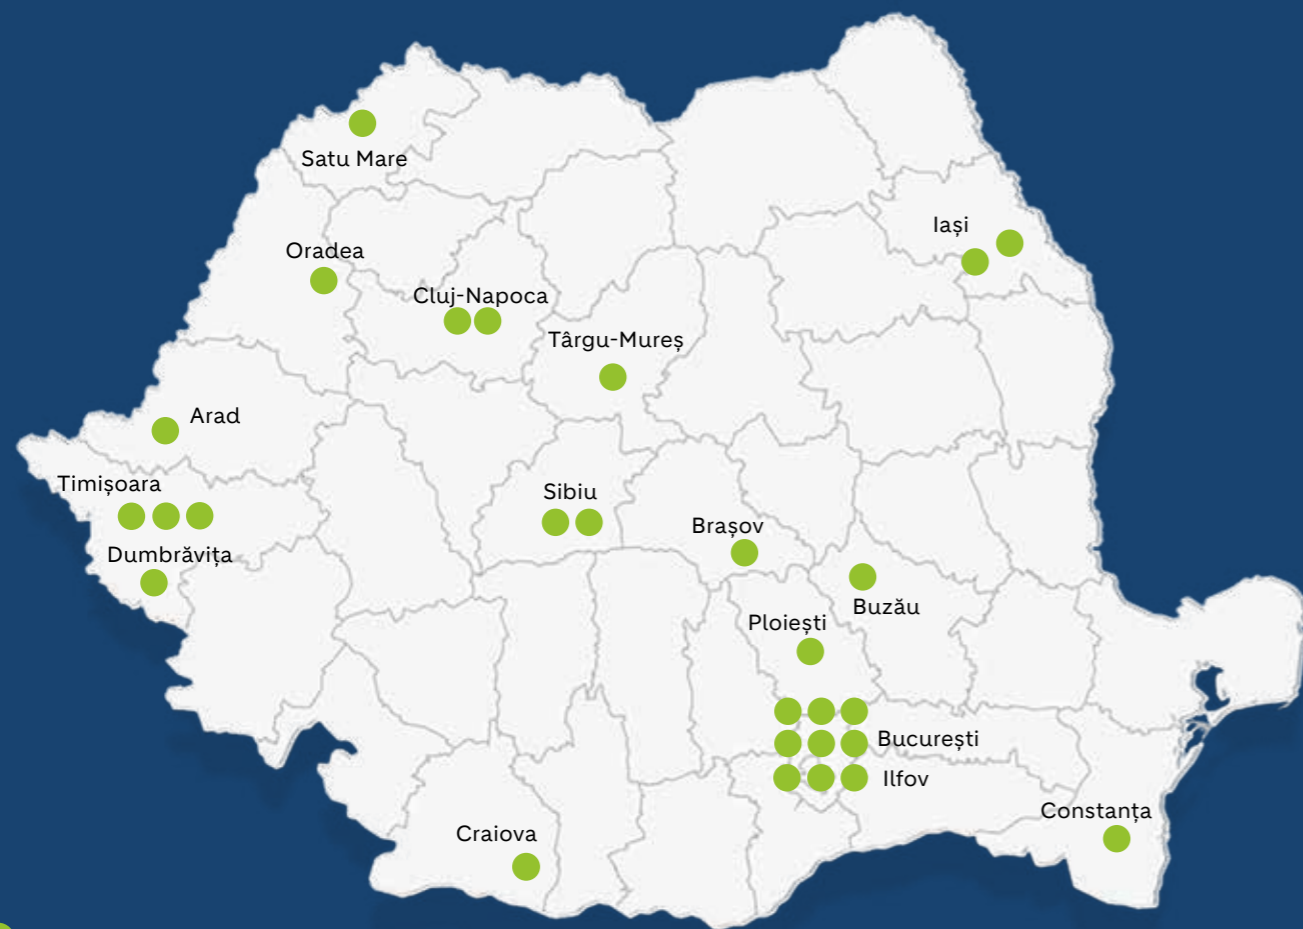 Satu Mare
Iași
Oradea
Cluj-Napoca
Târgu-Mureș
Arad
Timișoara
Sibiu
Brașov
Dumbrăvița
Buzău
Ploiești
București
Ilfov
Constanța
Craiova